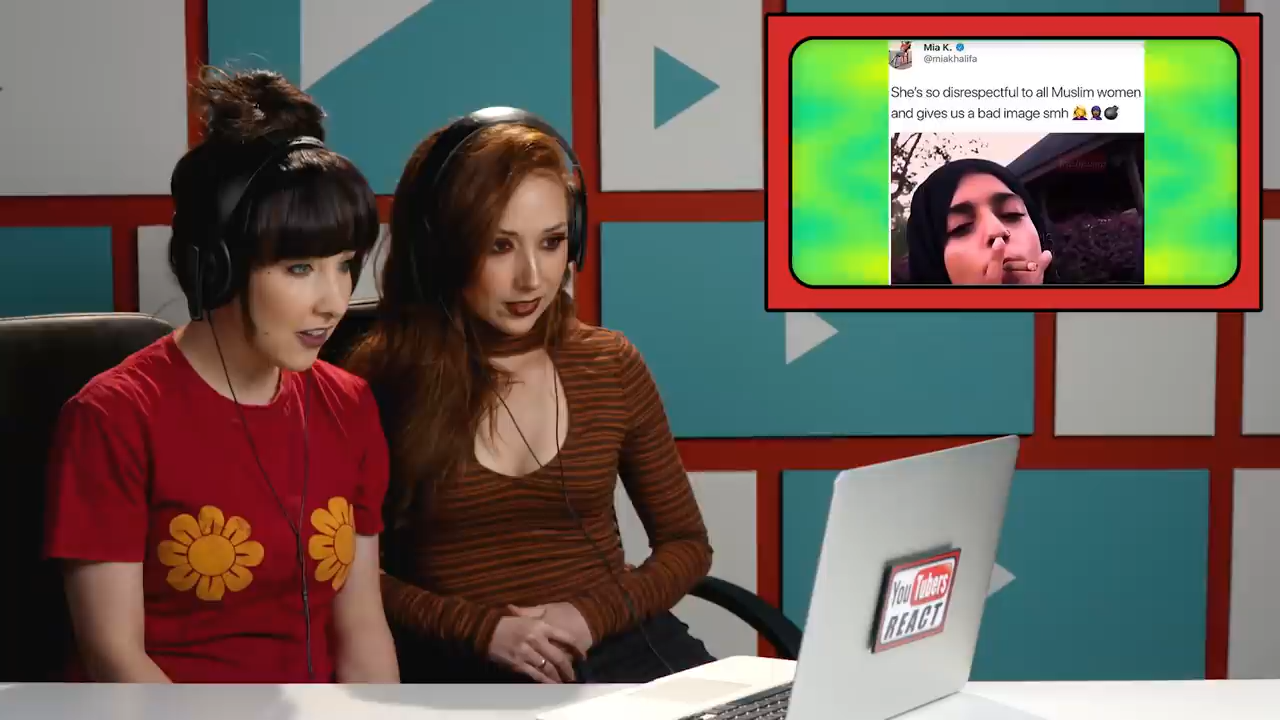 Mia K.
@miakhalifa
She's so disrespectful to all Muslim women
and gives us a bad image smh 🤦‍♀️🧕🏿💣
YouTubers
REACT